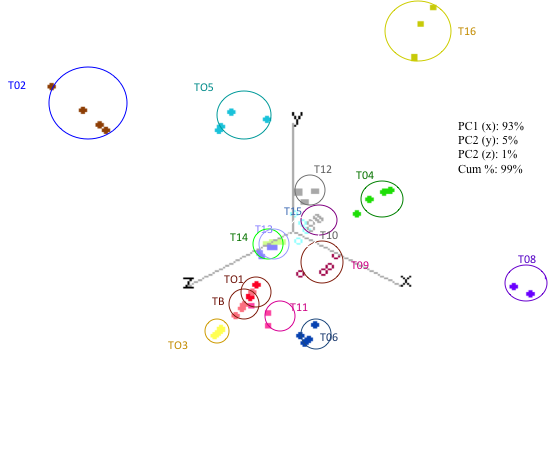 T16
T02
TO5
y
PC1 (x): 93%
PC2 (y): 5%
PC2 (z): 1%
Cum %: 99%
T12
T04
T15
T13
T10
T14
T09
T08
Z
X
TO1
TB
T11
T06
TO3